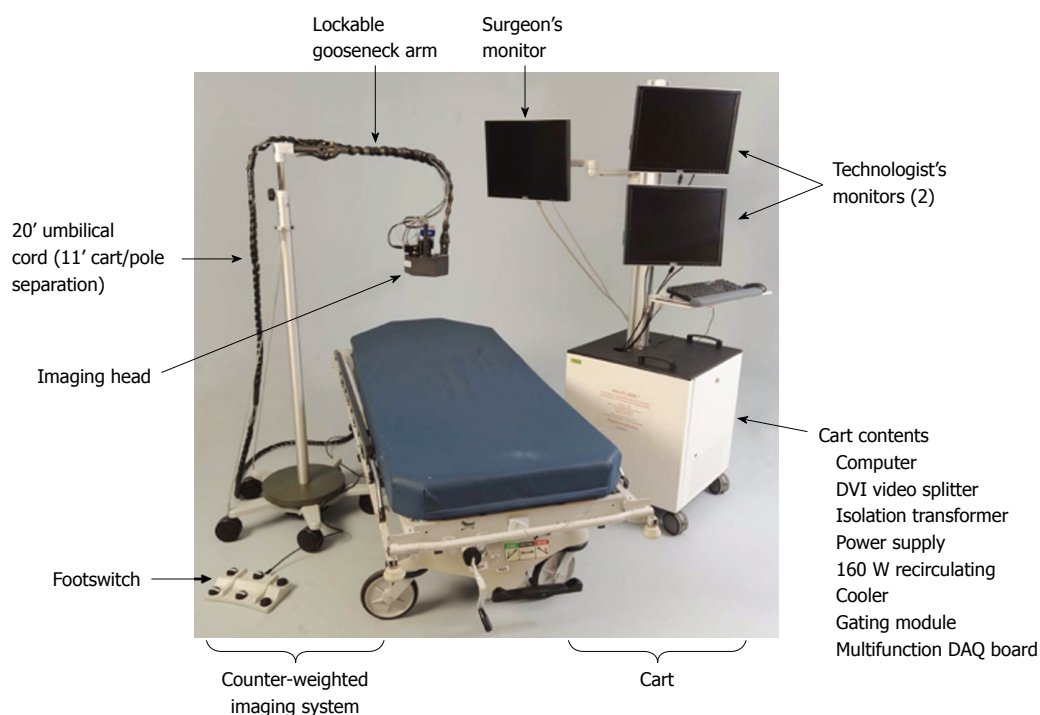 Lockable
gooseneck arm
Surgeon’s
monitor
Technologist’s
monitors (2)
20’ umbilical
cord (11’ cart/pole
separation)
Imaging head
Cart contents
Computer
DVI video splitter
Isolation transformer
Power supply
160 W recirculating
Cooler
Gating module
Multifunction DAQ board
Footswitch
Counter-weighted
imaging system
Cart